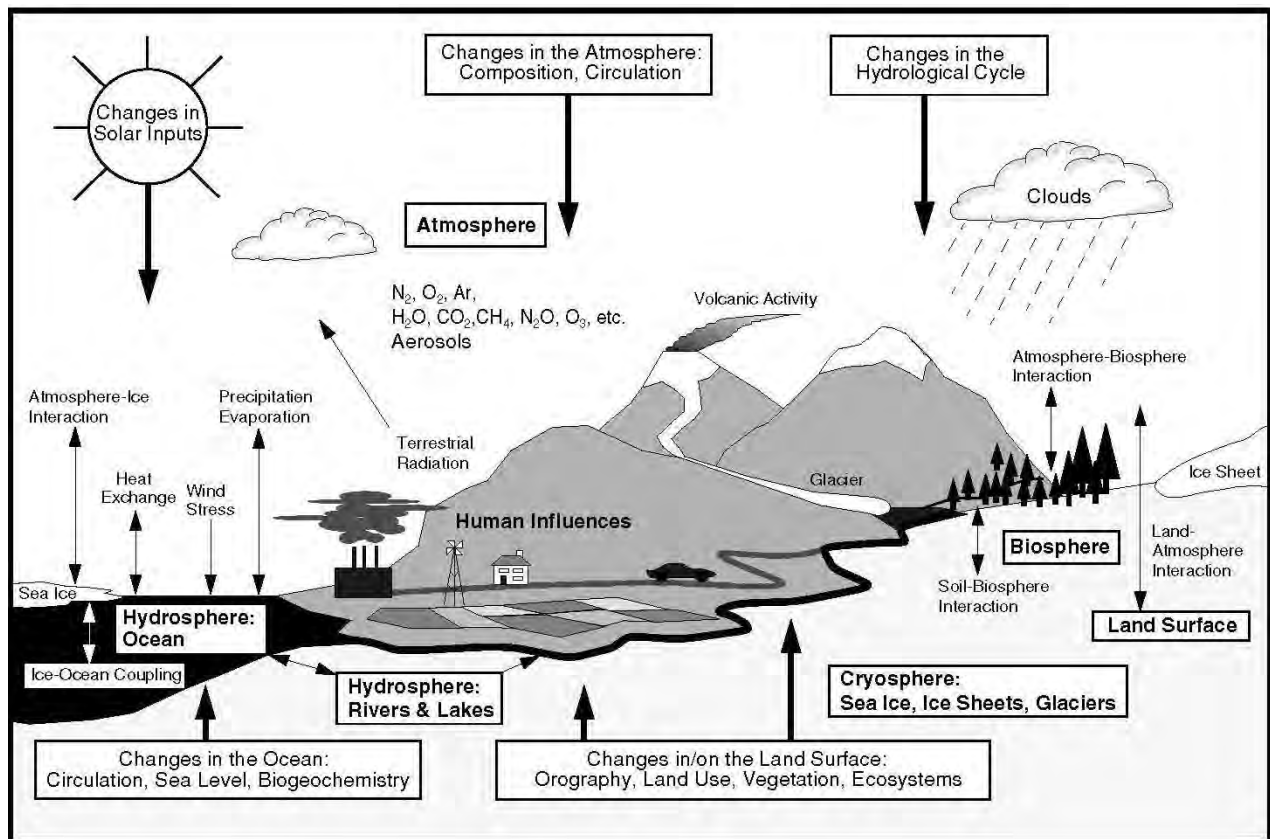 Changes in the Atmosphere:
Composition, Circulation
Changes in the
Hydrological Cycle
Changes in
Solar Inputs
Clouds
Atmosphere
N₂, O₂, Ar,
H₂O, CO₂,CH₄, N₂O, O₃, etc.
Aerosols
Volcanic Activity
Atmosphere-Biosphere
Interaction
Atmosphere-Ice
Interaction
Precipitation
Evaporation
Terrestrial
Radiation
Heat
Exchange
Wind
Stress
Glacier
Ice Sheet
Human Influences
Biosphere
Land-
Atmosphere
Interaction
Soil-Biosphere
Interaction
Sea Ice
Hydrosphere:
Ocean
Land Surface
Ice-Ocean Coupling
Hydrosphere:
Rivers & Lakes
Cryosphere:
Sea Ice, Ice Sheets, Glaciers
Changes in the Ocean:
Circulation, Sea Level, Biogeochemistry
Changes in/on the Land Surface:
Orography, Land Use, Vegetation, Ecosystems